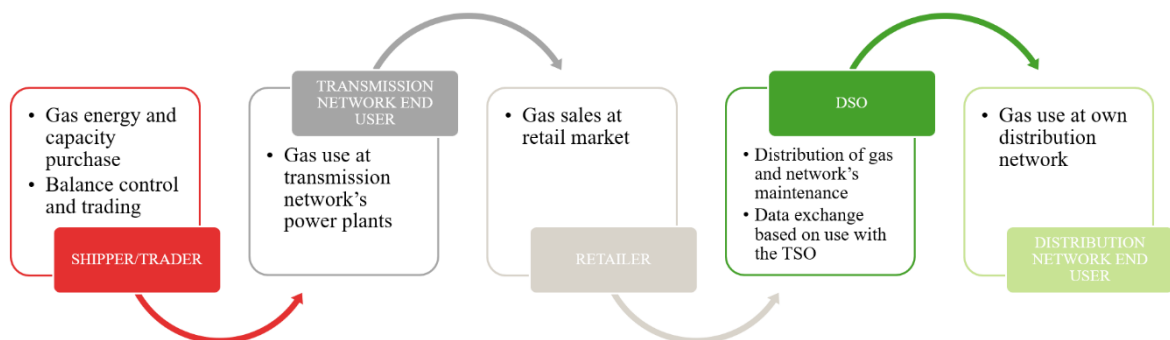 • Gas energy and
capacity
purchase
• Balance control
and trading
SHIPPER/TRADER
TRANSMISSION
NETWORK END
USER
• Gas use at
transmission
network's
power plants
• Gas sales at
retail market
RETAILER
DSO
• Distribution of gas
and network's
maintenance
• Data exchange
based on use with
the TSO
• Gas use at own
distribution
network
DISTRIBUTION
NETWORK END
USER